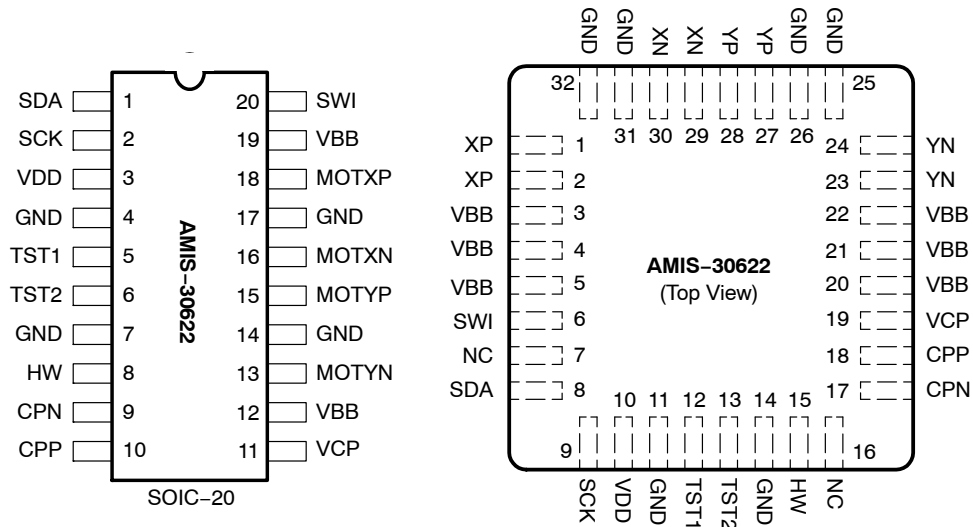 SDA 1 20 SWI
SCK 2 19 VBB
VDD 3 18 MOTXP
GND 4 17 GND
TST1 5 16 MOTXN
TST2 6 15 MOTYP
GND 7 14 GND
HW 8 13 MOTYN
CPN 9 12 VBB
CPP 10 11 VCP
AMIS–30622
SOIC–20
GND GND XN XN YP YP GND GND
32 25
31 30 29 28 27 26
XP 1 24 YN
XP 2 23 YN
VBB 3 22 VBB
VBB 4 21 VBB
VBB 5 20 VBB
SWI 6 19 VCP
NC 7 18 CPP
SDA 8 17 CPN
AMIS–30622
(Top View)
10 11 12 13 14 15
9 16
SCK VDD GND TST1 TST2 GND HW NC